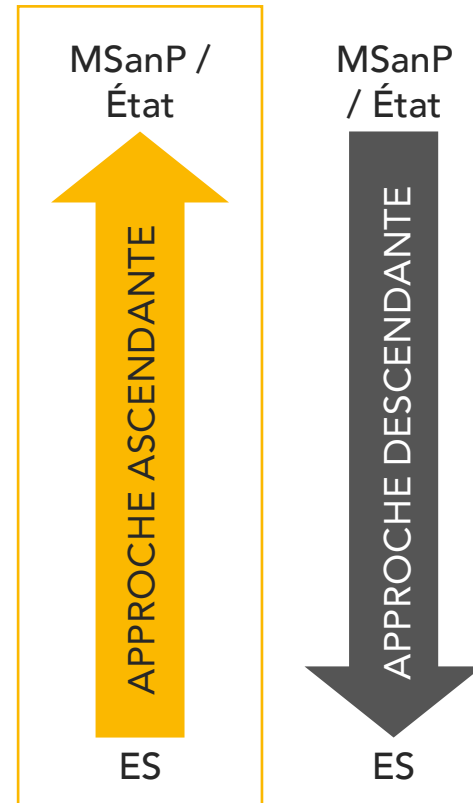 MSanP /
État
APPROCHE ASCENDANTE
ES
MSanP
/ État
APPROCHE DESCENDANTE
ES